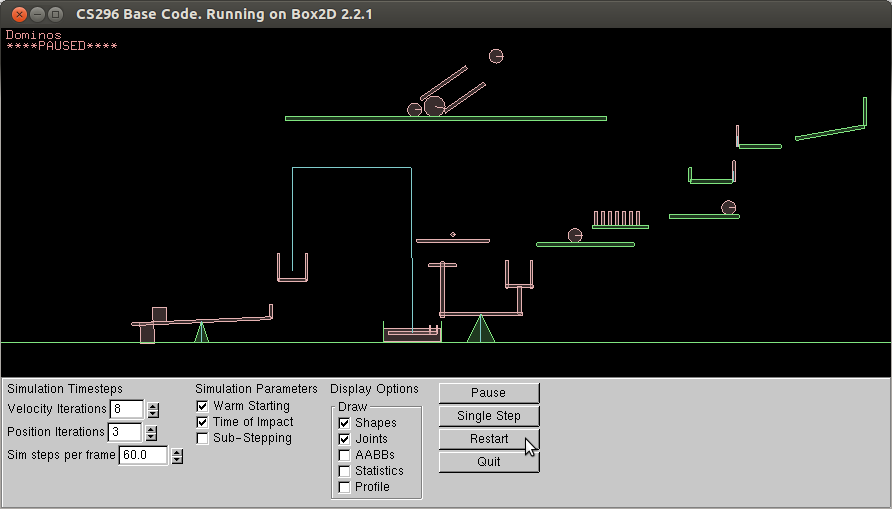 CS296 Base Code. Running on Box2D 2.2.1
Dominos
****PAUSED****
Simulation Timesteps
Velocity Iterations 8
Position Iterations 3
Sim steps per frame 60.0
Simulation Parameters
Warm Starting
Time of Impact
Sub-Stepping
Display Options
Draw
Shapes
Joints
AABBs
Statistics
Profile
Pause
Single Step
Restart
Quit